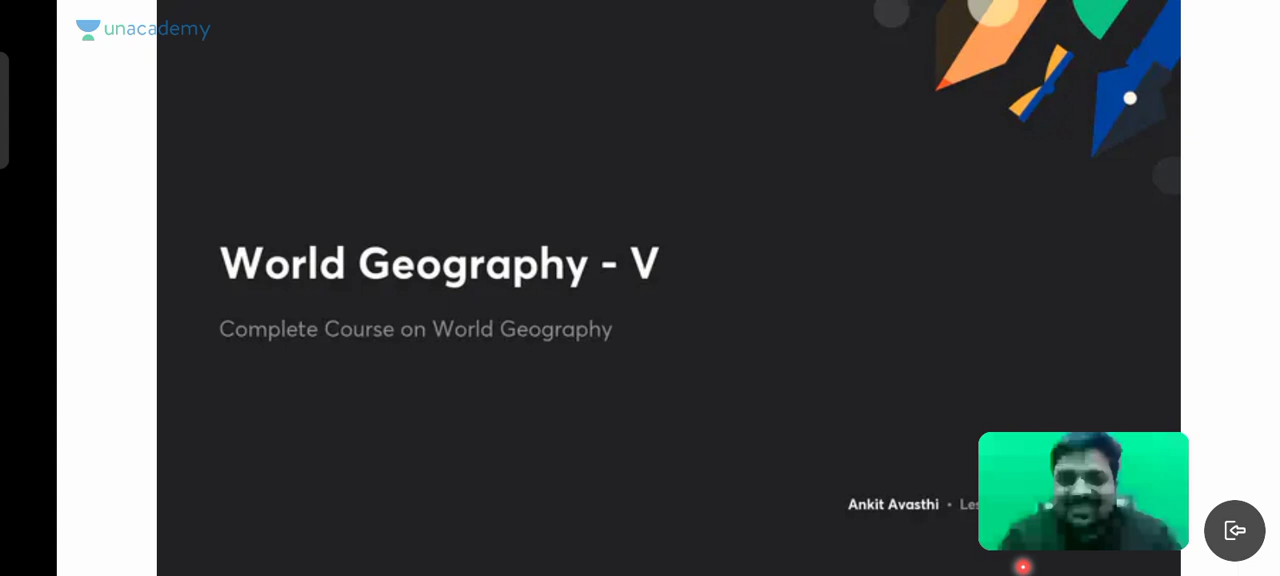 unacademy
World Geography - V
Complete Course on World Geography
Ankit Avasthi •